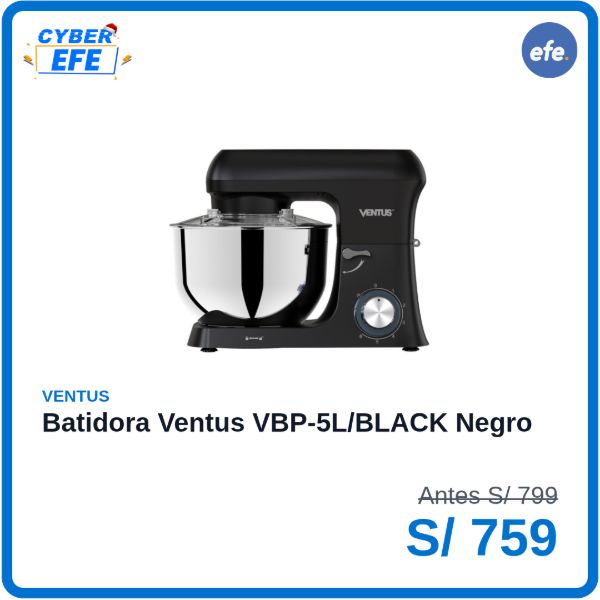 CYBER
EFE
efe.
VENTUS
VENTUS
Batidora Ventus VBP-5L/BLACK Negro
Antes S/ 799
S/ 759